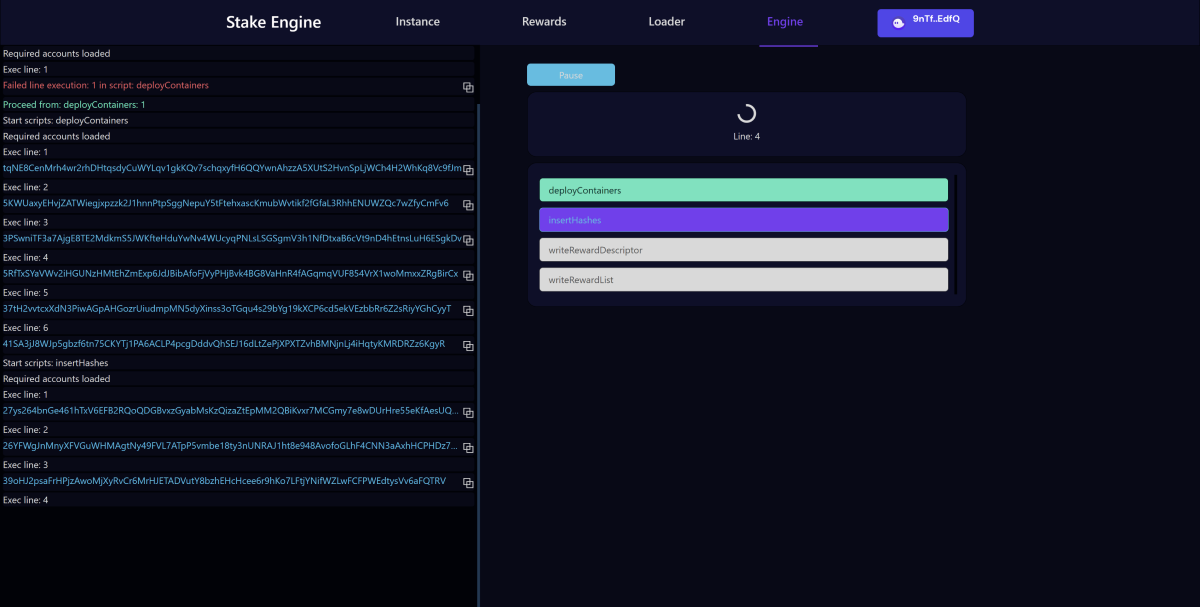 Stake Engine
Instance
Rewards
Loader
Engine
9nTf..EdfQ
Required accounts loaded
Exec line: 1
Failed line execution: 1 in script: deployContainers
Proceed from: deployContainers: 1
Start scripts: deployContainers
Required accounts loaded
Exec line: 1
tqNE8CenMrh4wr2rhDHtqsdyCuWYLqv1gkKQv7schqxyfH6QQYwnAhzzA5XUtS2HvnSpLjWCh4H2WhKq8Vc9fJm
Exec line: 2
5KWUaxyEHvjZATWiegjxpzzk2J1hnnPtpSggNepuY5tFtehxascKmubWvtikf2fGfaL3RhhENUWZQc7wZfyCmFv6
Exec line: 3
3PSwniTF3a7AjgE8TE2MdkmS5JWKfteHduYwNv4WUcyqPNLsLSGSgmV3h1NfDtxaB6cVt9nD4hEtnsLuH6ESgkDv
Exec line: 4
5RfTxSYaVWv2iHGUNzHMtEhZmExp6JdJBibAfoFjVyPHjBvk4BG8VaHnR4fAGqmqVUF854VrX1woMmxxZRgBirCx
Exec line: 5
37tH2vvtcxXdN3PiwAGpAHGozrUiudmpMN5dyXinss3oTGqu4s29bYg19kXCP6cd5ekVEzbbRr6Z2sRiyYGhCyyT
Exec line: 6
41SA3jJ8WJp5gbzf6tn75CKYTj1PA6ACLP4pcgDddvQhSEJ16dLtZePjXPXTZvhBMNjnLj4iHqtyKMRDRZz6KgyR
Start scripts: insertHashes
Required accounts loaded
Exec line: 1
27ys264bnGe461hTxV6EFB2RQoQDGBvxzGyabMsKzQizaZtEpMM2QBiKvxr7MCGmy7e8wDUrHre55eKfAesUQ...
Exec line: 2
26YFWgJnMnyXFVGuWHMAgtNy49FVL7ATpP5vmbe18ty3nUNRAJ1ht8e948AvofoGLhF4CNN3aAxhHCPHDz7...
Exec line: 3
39oHJ2psaFrHPjzAwoMjXyRvCr6MrHJETADVutY8bzhEHcHcee6r9hKo7LFtjYNifWZLwFCFPWEdtysVv6aFQTRV
Exec line: 4
Pause
Line: 4
deployContainers
insertHashes
writeRewardDescriptor
writeRewardList